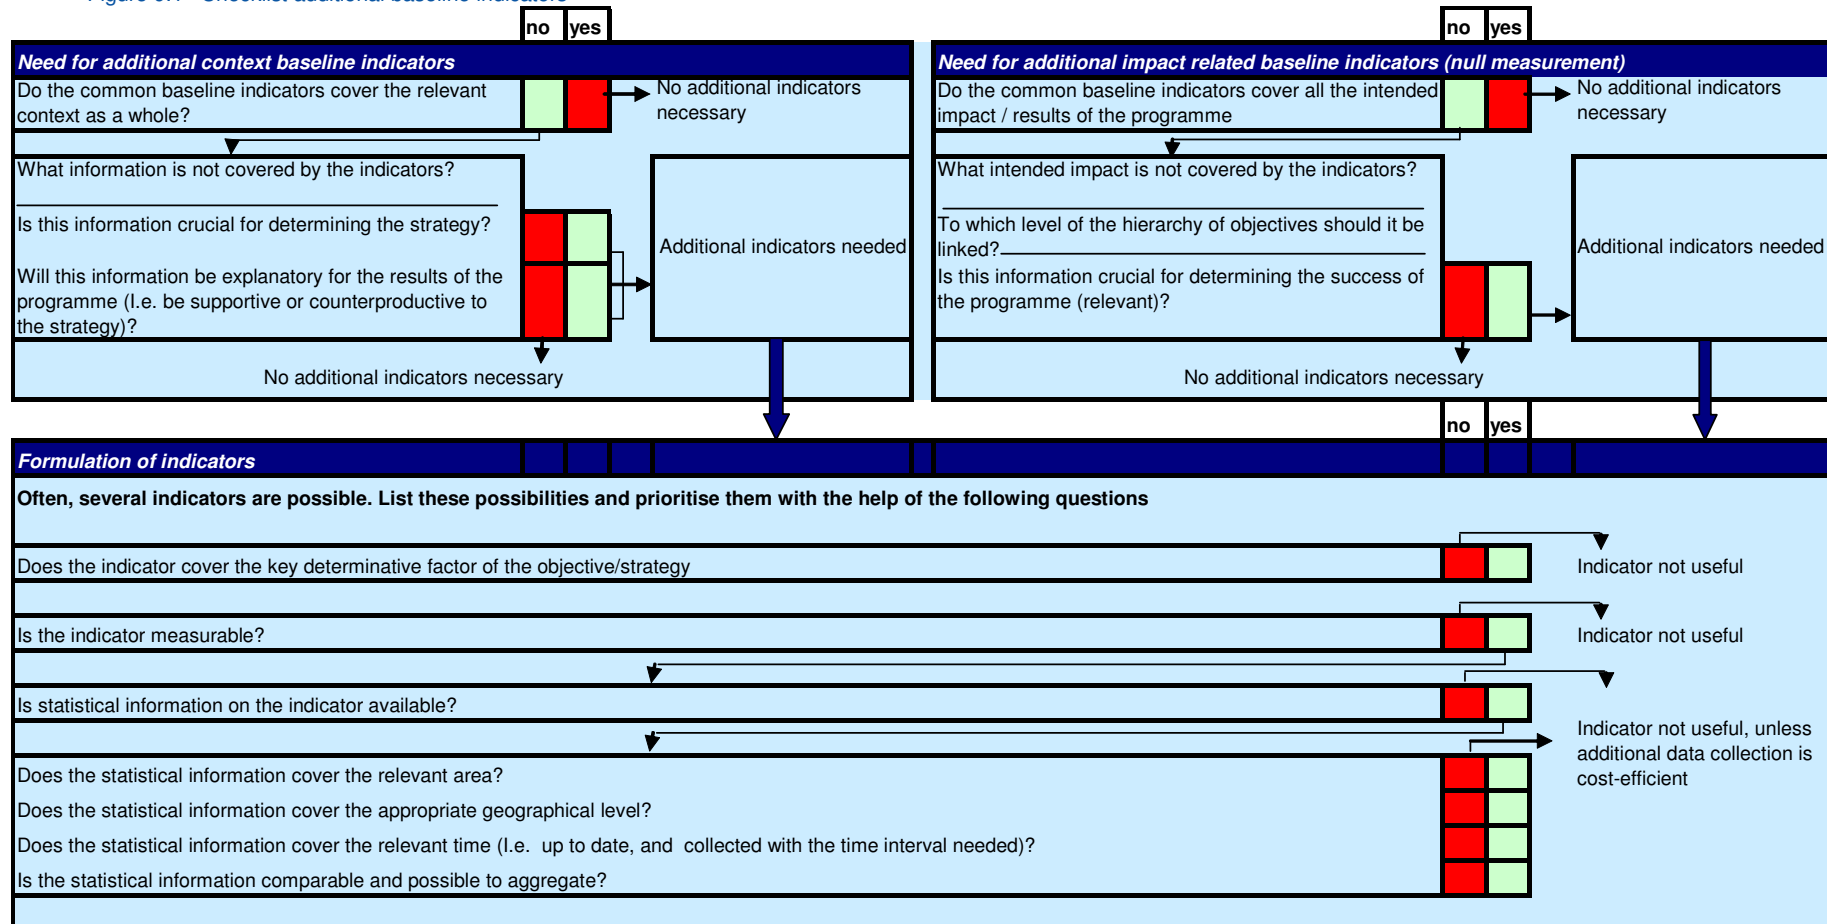 no yes
Need for additional context baseline indicators
Do the common baseline indicators cover the relevant
context as a whole?
No additional indicators
necessary
What information is not covered by the indicators?
Is this information crucial for determining the strategy?
Will this information be explanatory for the results of the
programme (I.e. be supportive or counterproductive to
the strategy)?
Additional indicators needed
No additional indicators necessary
no yes
Need for additional impact related baseline indicators (null measurement)
Do the common baseline indicators cover all the intended
impact / results of the programme
No additional indicators
necessary
What intended impact is not covered by the indicators?
To which level of the hierarchy of objectives should it be
linked?
Is this information crucial for determining the success of
the programme (relevant)?
Additional indicators needed
No additional indicators necessary
no yes
Formulation of indicators
Often, several indicators are possible. List these possibilities and prioritise them with the help of the following questions
Does the indicator cover the key determinative factor of the objective/strategy
Indicator not useful
Is the indicator measurable?
Indicator not useful
Is statistical information on the indicator available?
Indicator not useful, unless
additional data collection is
cost-efficient
Does the statistical information cover the relevant area?
Does the statistical information cover the appropriate geographical level?
Does the statistical information cover the relevant time (I.e. up to date, and collected with the time interval needed)?
Is the statistical information comparable and possible to aggregate?